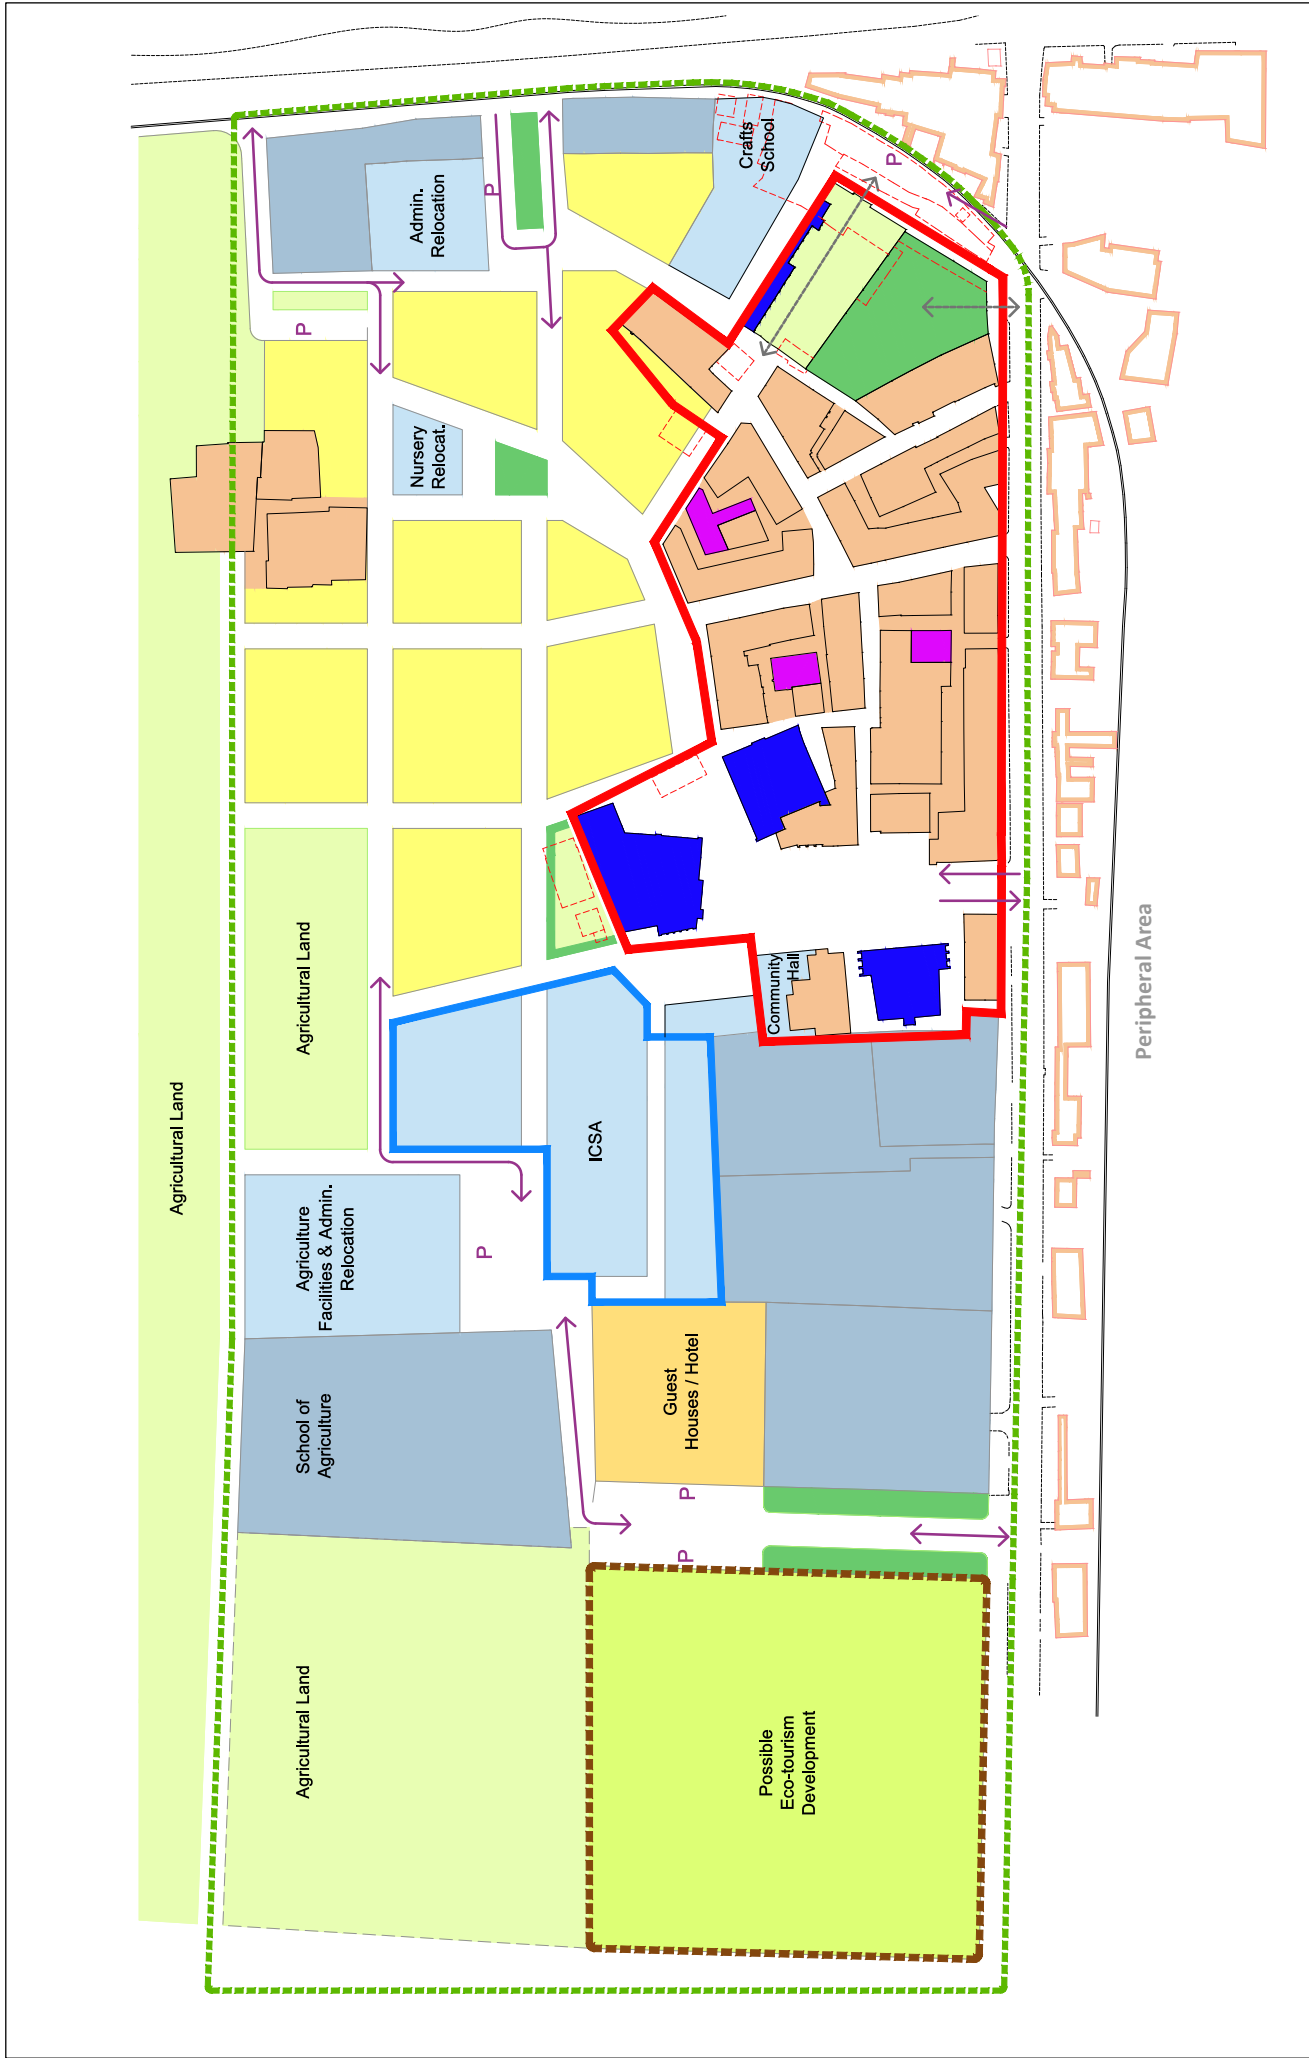 Agricultural Land
Agricultural Land
Possible
Eco-tourism
Development
School of
Agriculture
Agriculture
Facilities & Admin.
Relocation
Agricultural Land
P
P
P
Guest
Houses / Hotel
ICSA
Community
Hall
Nursery
Relocat.
P
Admin.
Relocation
P
Crafts
School
P
Peripheral Area